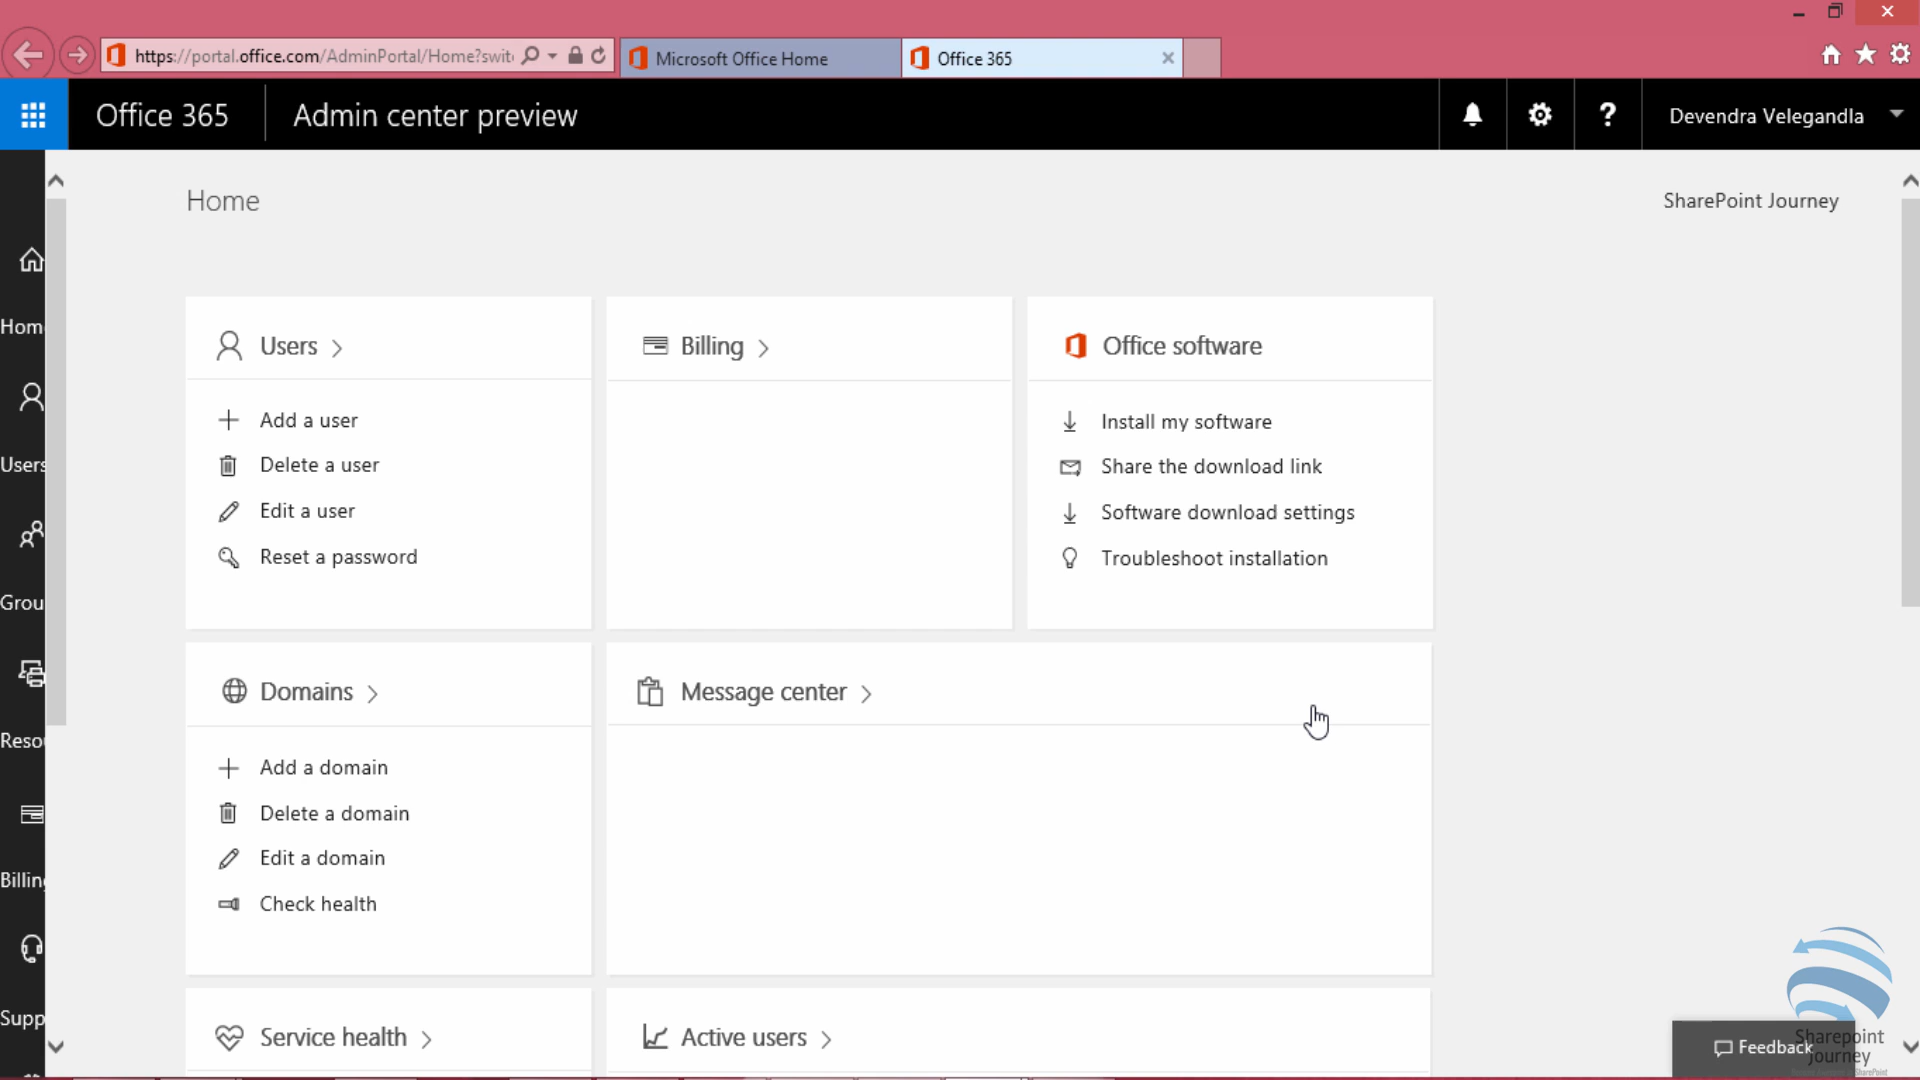 https://portal.office.com/AdminPortal/Home?swit
Microsoft Office Home
Office 365
Office 365
Admin center preview
?
Devendra Velegandla
Home
SharePoint Journey
Hom
Users
Grou
Reso
Billin
Supp
Users
Add a user
Delete a user
Edit a user
Reset a password
Billing
Office software
Install my software
Share the download link
Software download settings
Troubleshoot installation
Domains
Add a domain
Delete a domain
Edit a domain
Check health
Message center
Service health
Active users
Feedback
Sharepoint
Journey